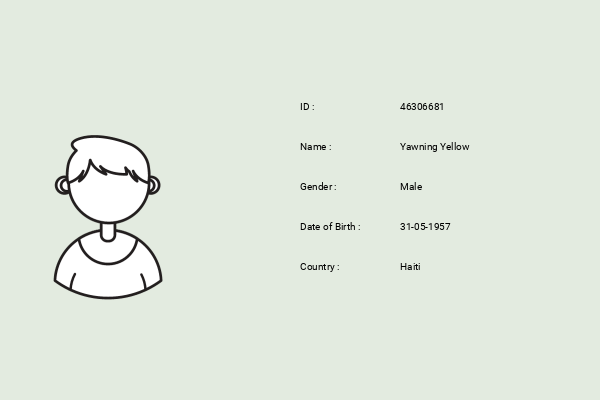 ID : 46306681
Name : Yawning Yellow
Gender : Male
Date of Birth : 31-05-1957
Country : Haiti